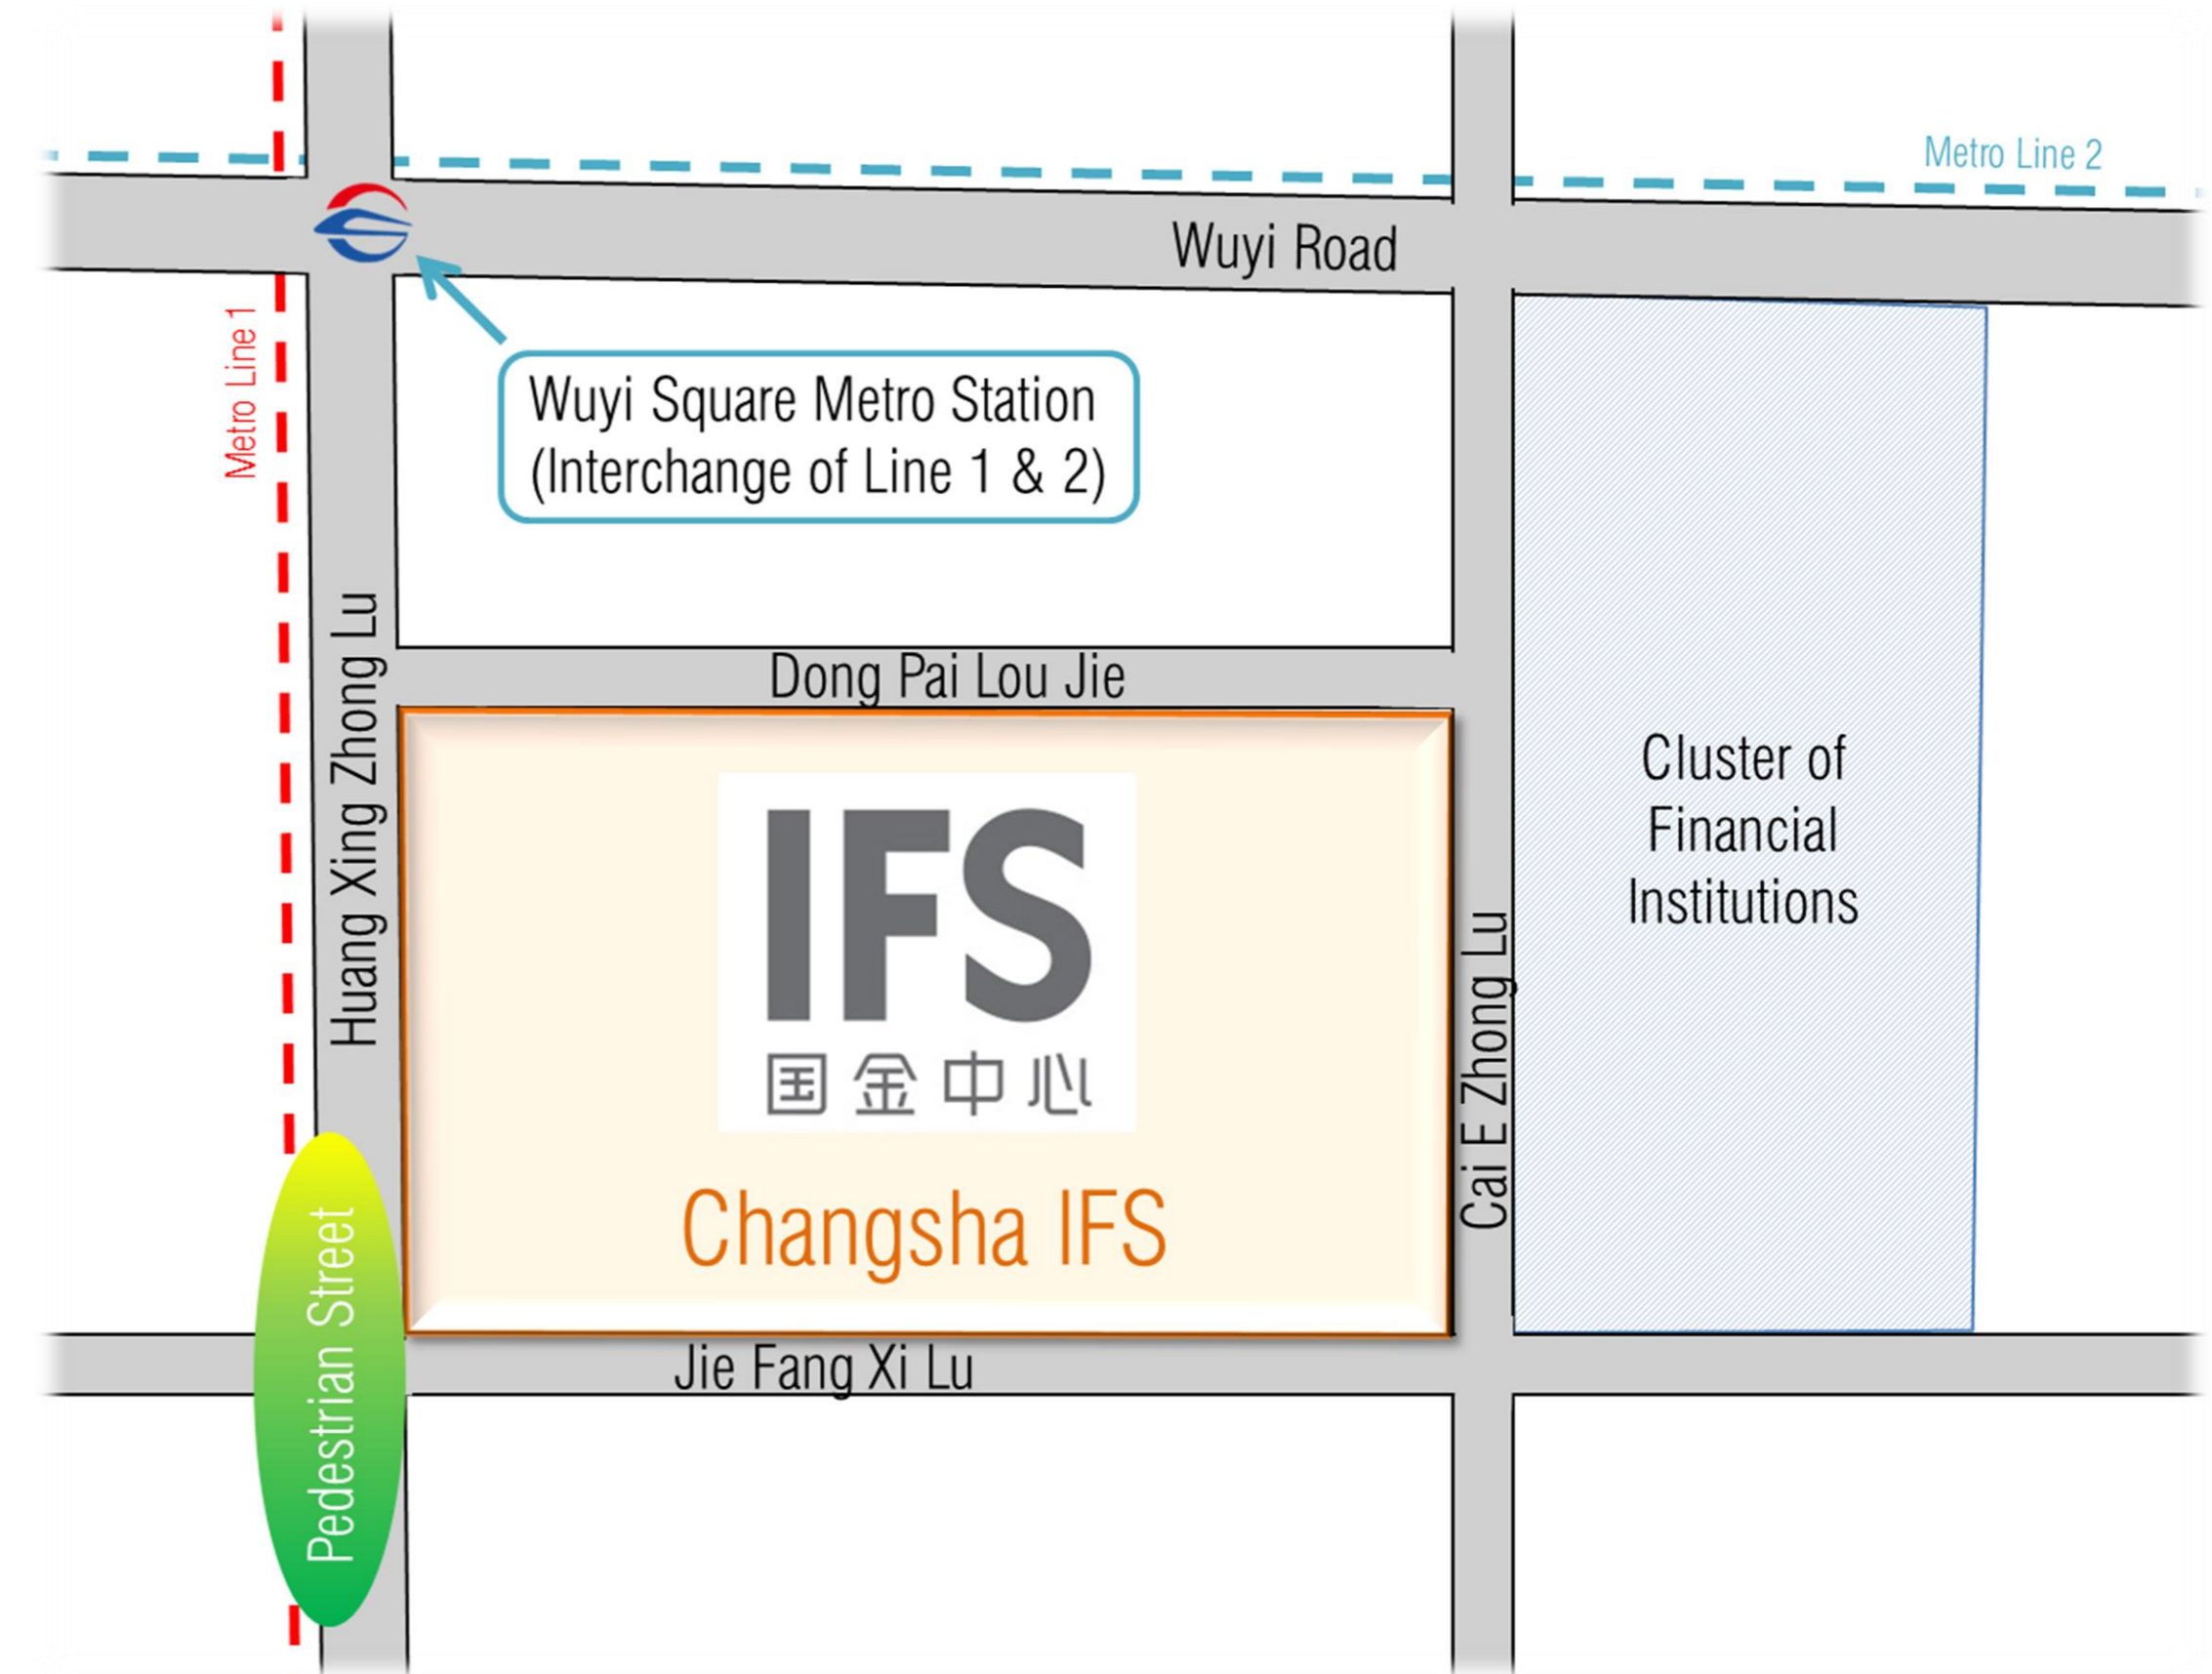 Metro Line 2
Wuyi Road
Metro Line 1
Wuyi Square Metro Station
(Interchange of Line 1 & 2)
Huang Xing Zhong Lu
Dong Pai Lou Jie
IFS
国金中心
Changsha IFS
Cai E Zhong Lu
Cluster of
Financial
Institutions
Pedestrian Street
Jie Fang Xi Lu